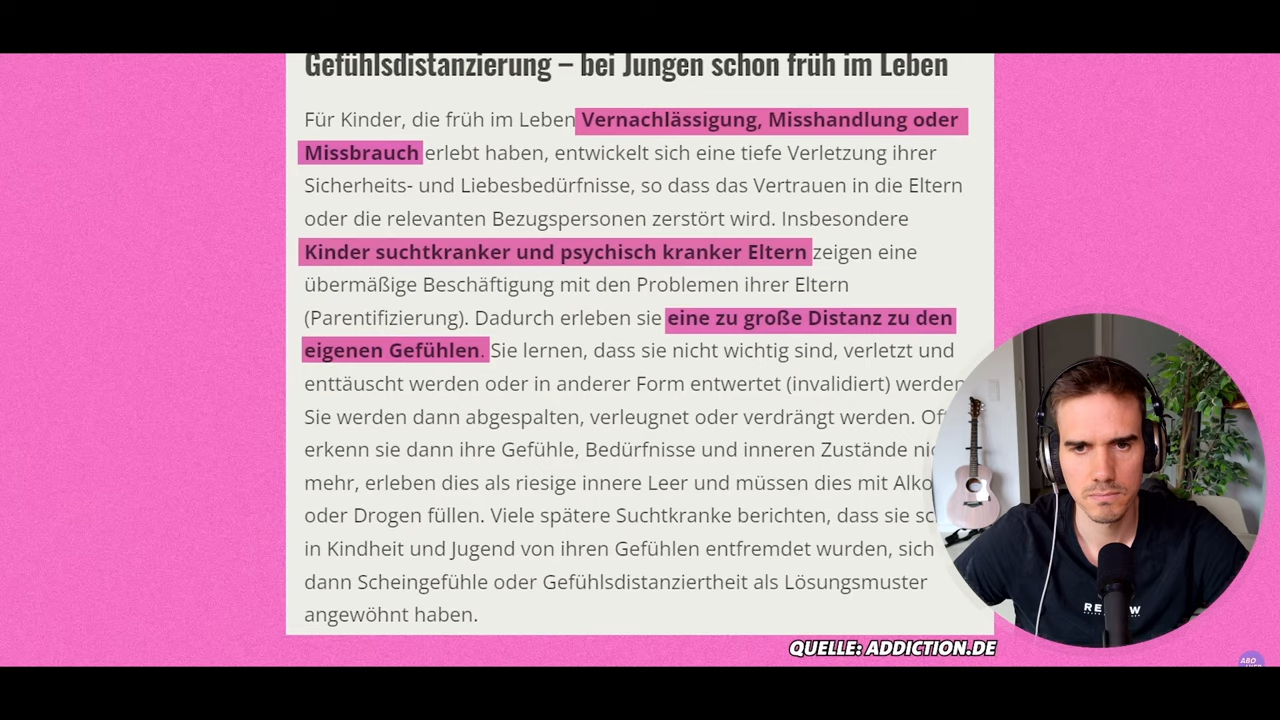 Gefühlsdistanzierung – bei Jungen schon früh im Leben
Für Kinder, die früh im Leben Vernachlässigung, Misshandlung oder
Missbrauch erlebt haben, entwickelt sich eine tiefe Verletzung ihrer
Sicherheits- und Liebesbedürfnisse, so dass das Vertrauen in die Eltern
oder die relevanten Bezugspersonen zerstört wird. Insbesondere
Kinder suchtkranker und psychisch kranker Eltern zeigen eine
übermäßige Beschäftigung mit den Problemen ihrer Eltern
(Parentifizierung). Dadurch erleben sie eine zu große Distanz zu den
eigenen Gefühlen. Sie lernen, dass sie nicht wichtig sind, verletzt und
enttäuscht werden oder in anderer Form entwertet (invalidiert) werden
Sie werden dann abgespalten, verleugnet oder verdrängt werden.
erkenn sie dann ihre Gefühle, Bedürfnisse und inneren Zustände
mehr, erleben dies als riesige innere Leer und müssen dies mit
oder Drogen füllen. Viele spätere Suchtkranke berichten, dass sie
in Kindheit und Jugend von ihren Gefühlen entfremdet wurden, sich
dann Scheingefühle oder Gefühlsdistanziertheit als Lösungsmuster
angewöhnt haben.
QUELLE: ADDICTION.DE
ABO